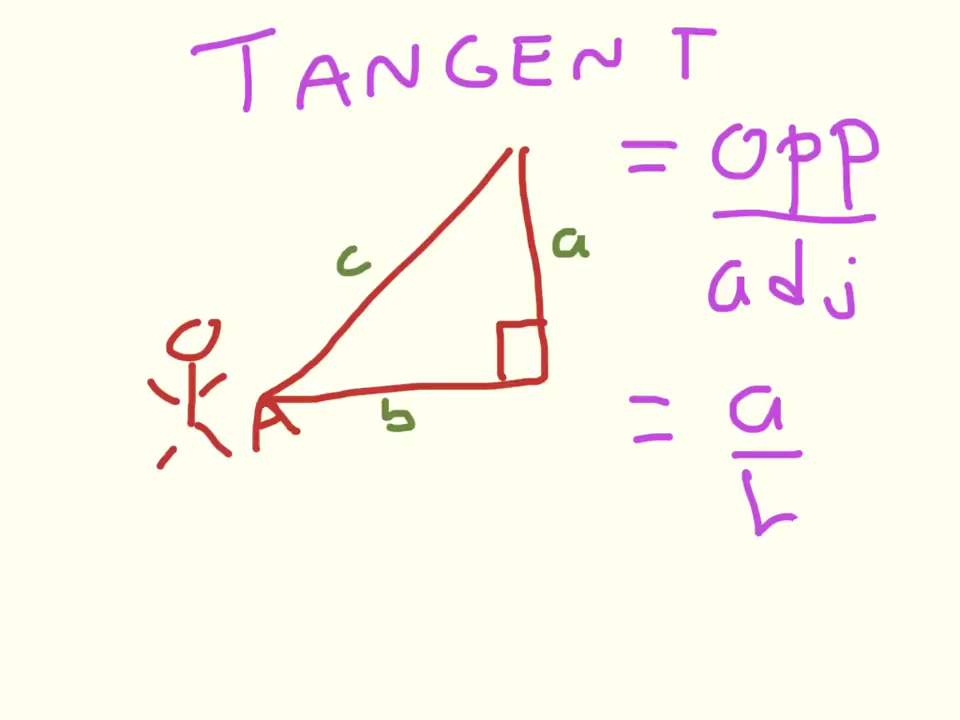 TANGENT
= opp
adj
c
a
A
b
= a